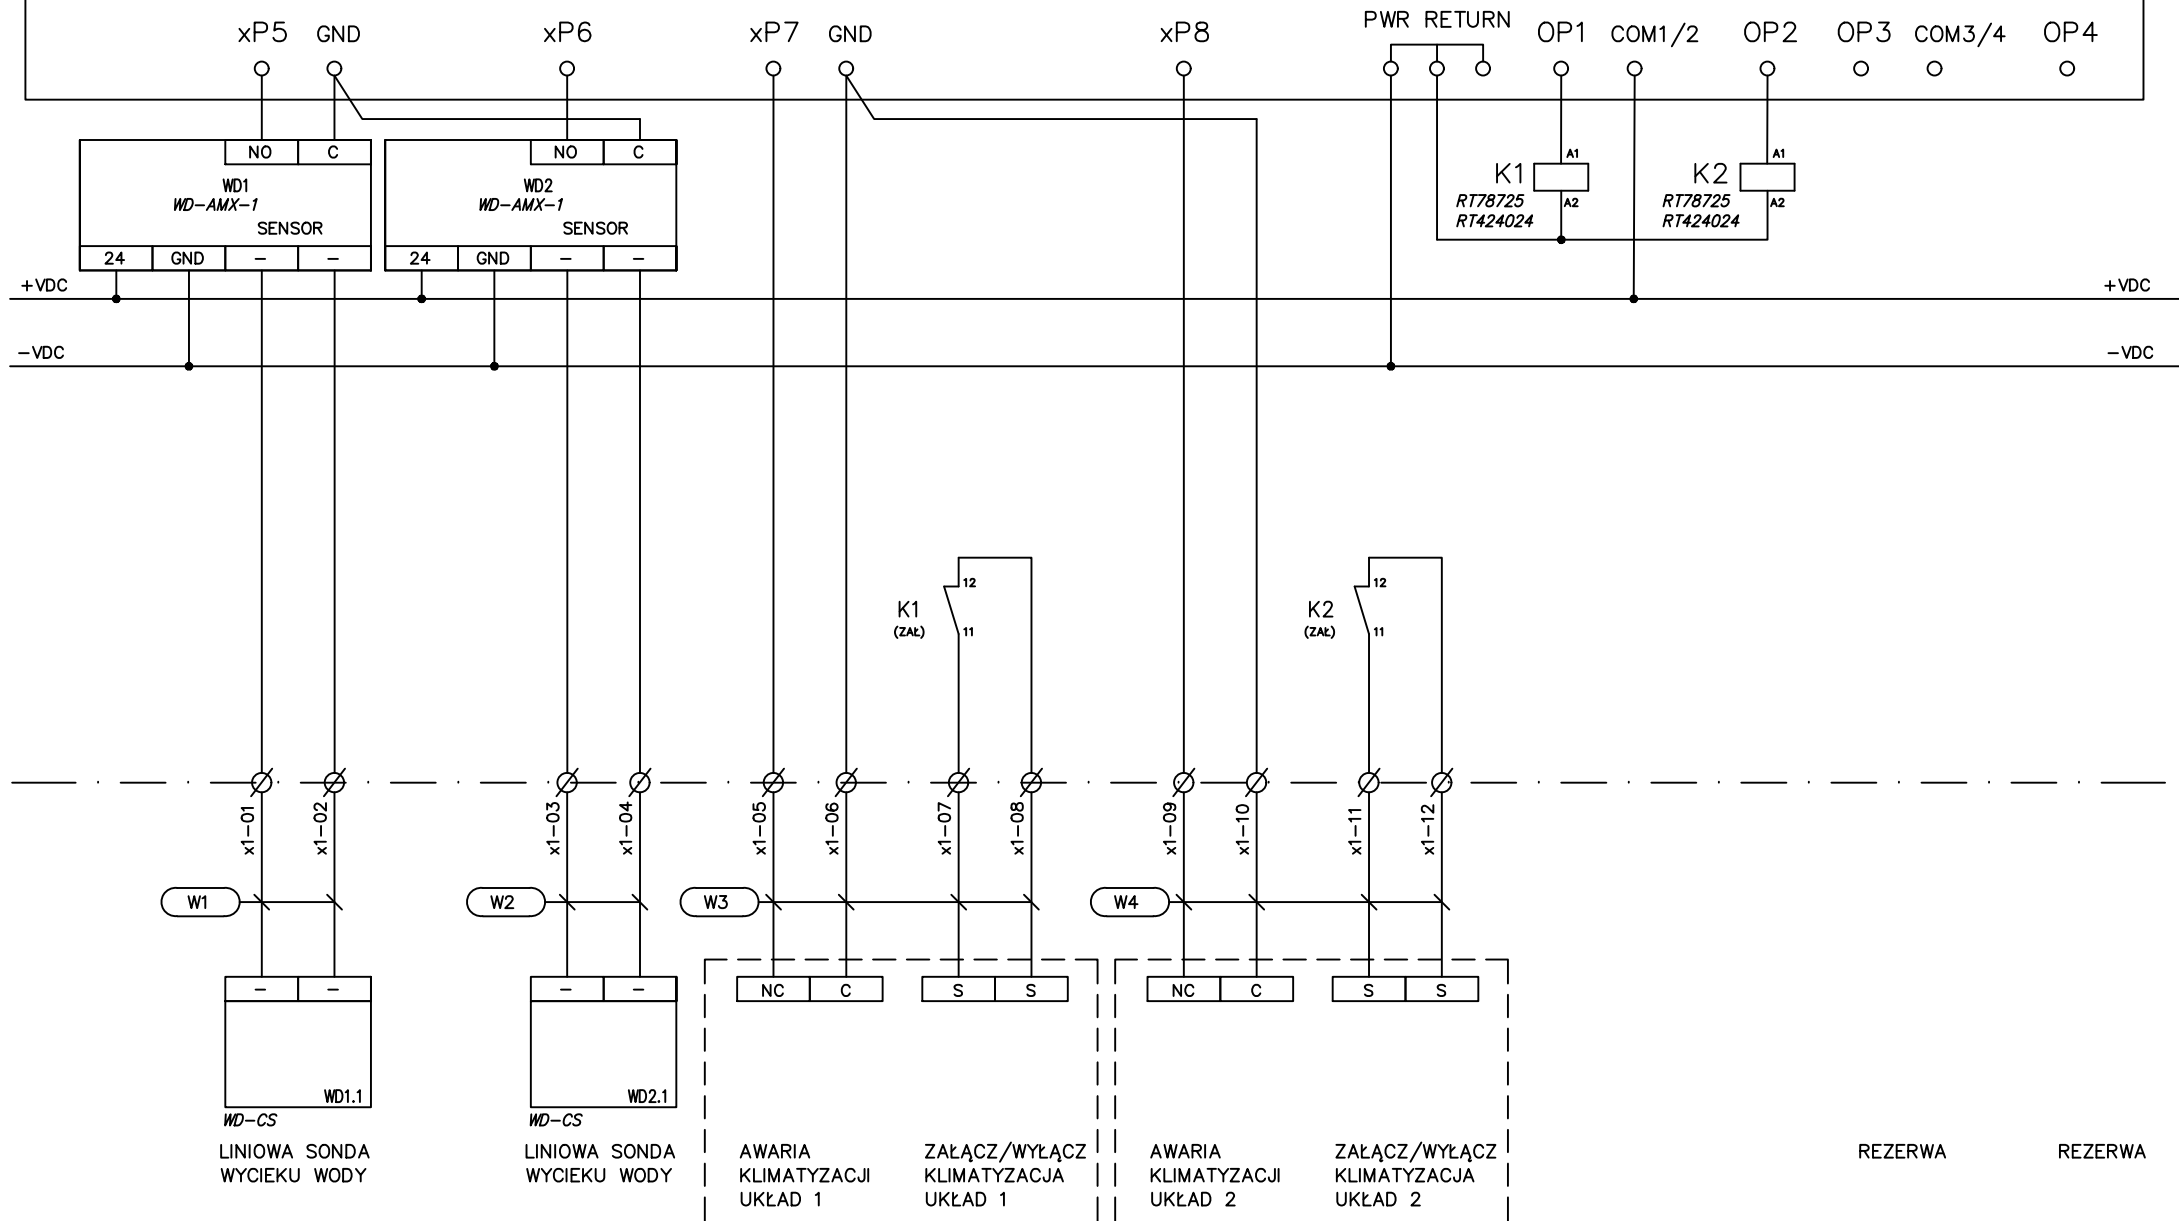 PWR RETURN
xP5 GND xP6 xP7 GND xP8 OP1 COM1/2 OP2 OP3 COM3/4 OP4
NO C NO C
A1 A1
K1 K2
WD1 WD2
WD-AMX-1 WD-AMX-1
RT78725 A2 RT78725 A2
RT424024 RT424024
SENSOR SENSOR
24 GND - - 24 GND - -
+VDC +VDC
-VDC -VDC
12 12
K1 K2
(ZAŁ) 11 (ZAŁ) 11
x1-01 x1-02 x1-03 x1-04 x1-05 x1-06 x1-07 x1-08 x1-09 x1-10 x1-11 x1-12
W1 W2 W3 W4
- - - - NC C S S NC C S S
WD1.1 WD2.1
WD-CS WD-CS
LINIOWA SONDA
WYCIEKU WODY
LINIOWA SONDA
WYCIEKU WODY
AWARIA
KLIMATYZACJI
UKŁAD 1
ZAŁĄCZ/WYŁĄCZ
KLIMATYZACJA
UKŁAD 1
AWARIA
KLIMATYZACJI
UKŁAD 2
ZAŁĄCZ/WYŁĄCZ
KLIMATYZACJA
UKŁAD 2
REZERWA
REZERWA